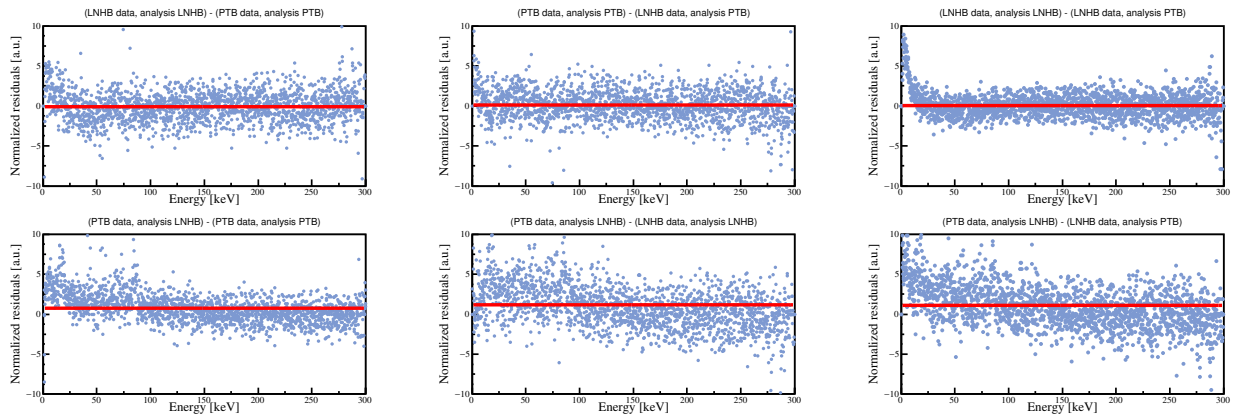 (LNHB data, analysis LNHB) - (PTB data, analysis PTB)
Normalized residuals [a.u.]
10
5
0
−5
−10
0 50 100 150 200 250 300
Energy [keV]
(PTB data, analysis PTB) - (LNHB data, analysis PTB)
Normalized residuals [a.u.]
10
5
0
−5
−10
0 50 100 150 200 250 300
Energy [keV]
(LNHB data, analysis LNHB) - (LNHB data, analysis PTB)
Normalized residuals [a.u.]
10
5
0
−5
−10
0 50 100 150 200 250 300
Energy [keV]
(PTB data, analysis LNHB) - (PTB data, analysis PTB)
Normalized residuals [a.u.]
10
5
0
−5
−10
0 50 100 150 200 250 300
Energy [keV]
(PTB data, analysis LNHB) - (LNHB data, analysis LNHB)
Normalized residuals [a.u.]
10
5
0
−5
−10
0 50 100 150 200 250 300
Energy [keV]
(PTB data, analysis LNHB) - (LNHB data, analysis PTB)
Normalized residuals [a.u.]
10
5
0
−5
−10
0 50 100 150 200 250 300
Energy [keV]